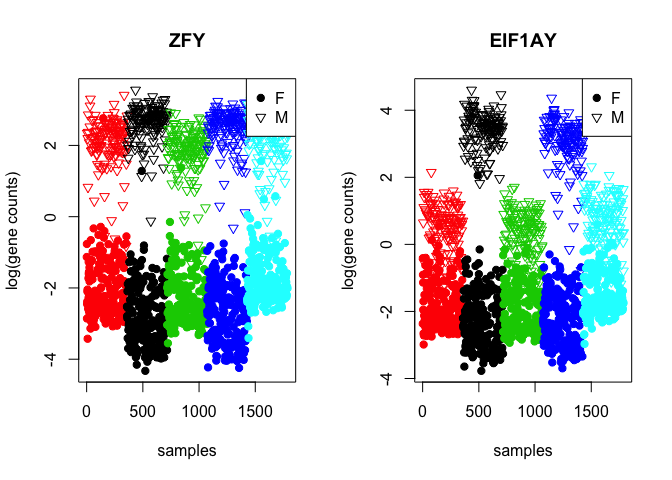 ZFY
log(gene counts)
2
0
-2
-4
F
M
0
500
1000
1500
samples
EIF1AY
log(gene counts)
4
2
0
-2
-4
F
M
0
500
1000
1500
samples